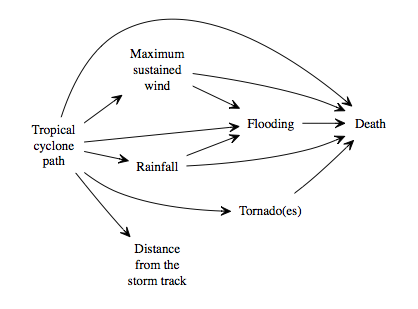 Maximum
sustained
wind
Tropical
cyclone
path
Flooding
Death
Rainfall
Tornado(es)
Distance
from the
storm track